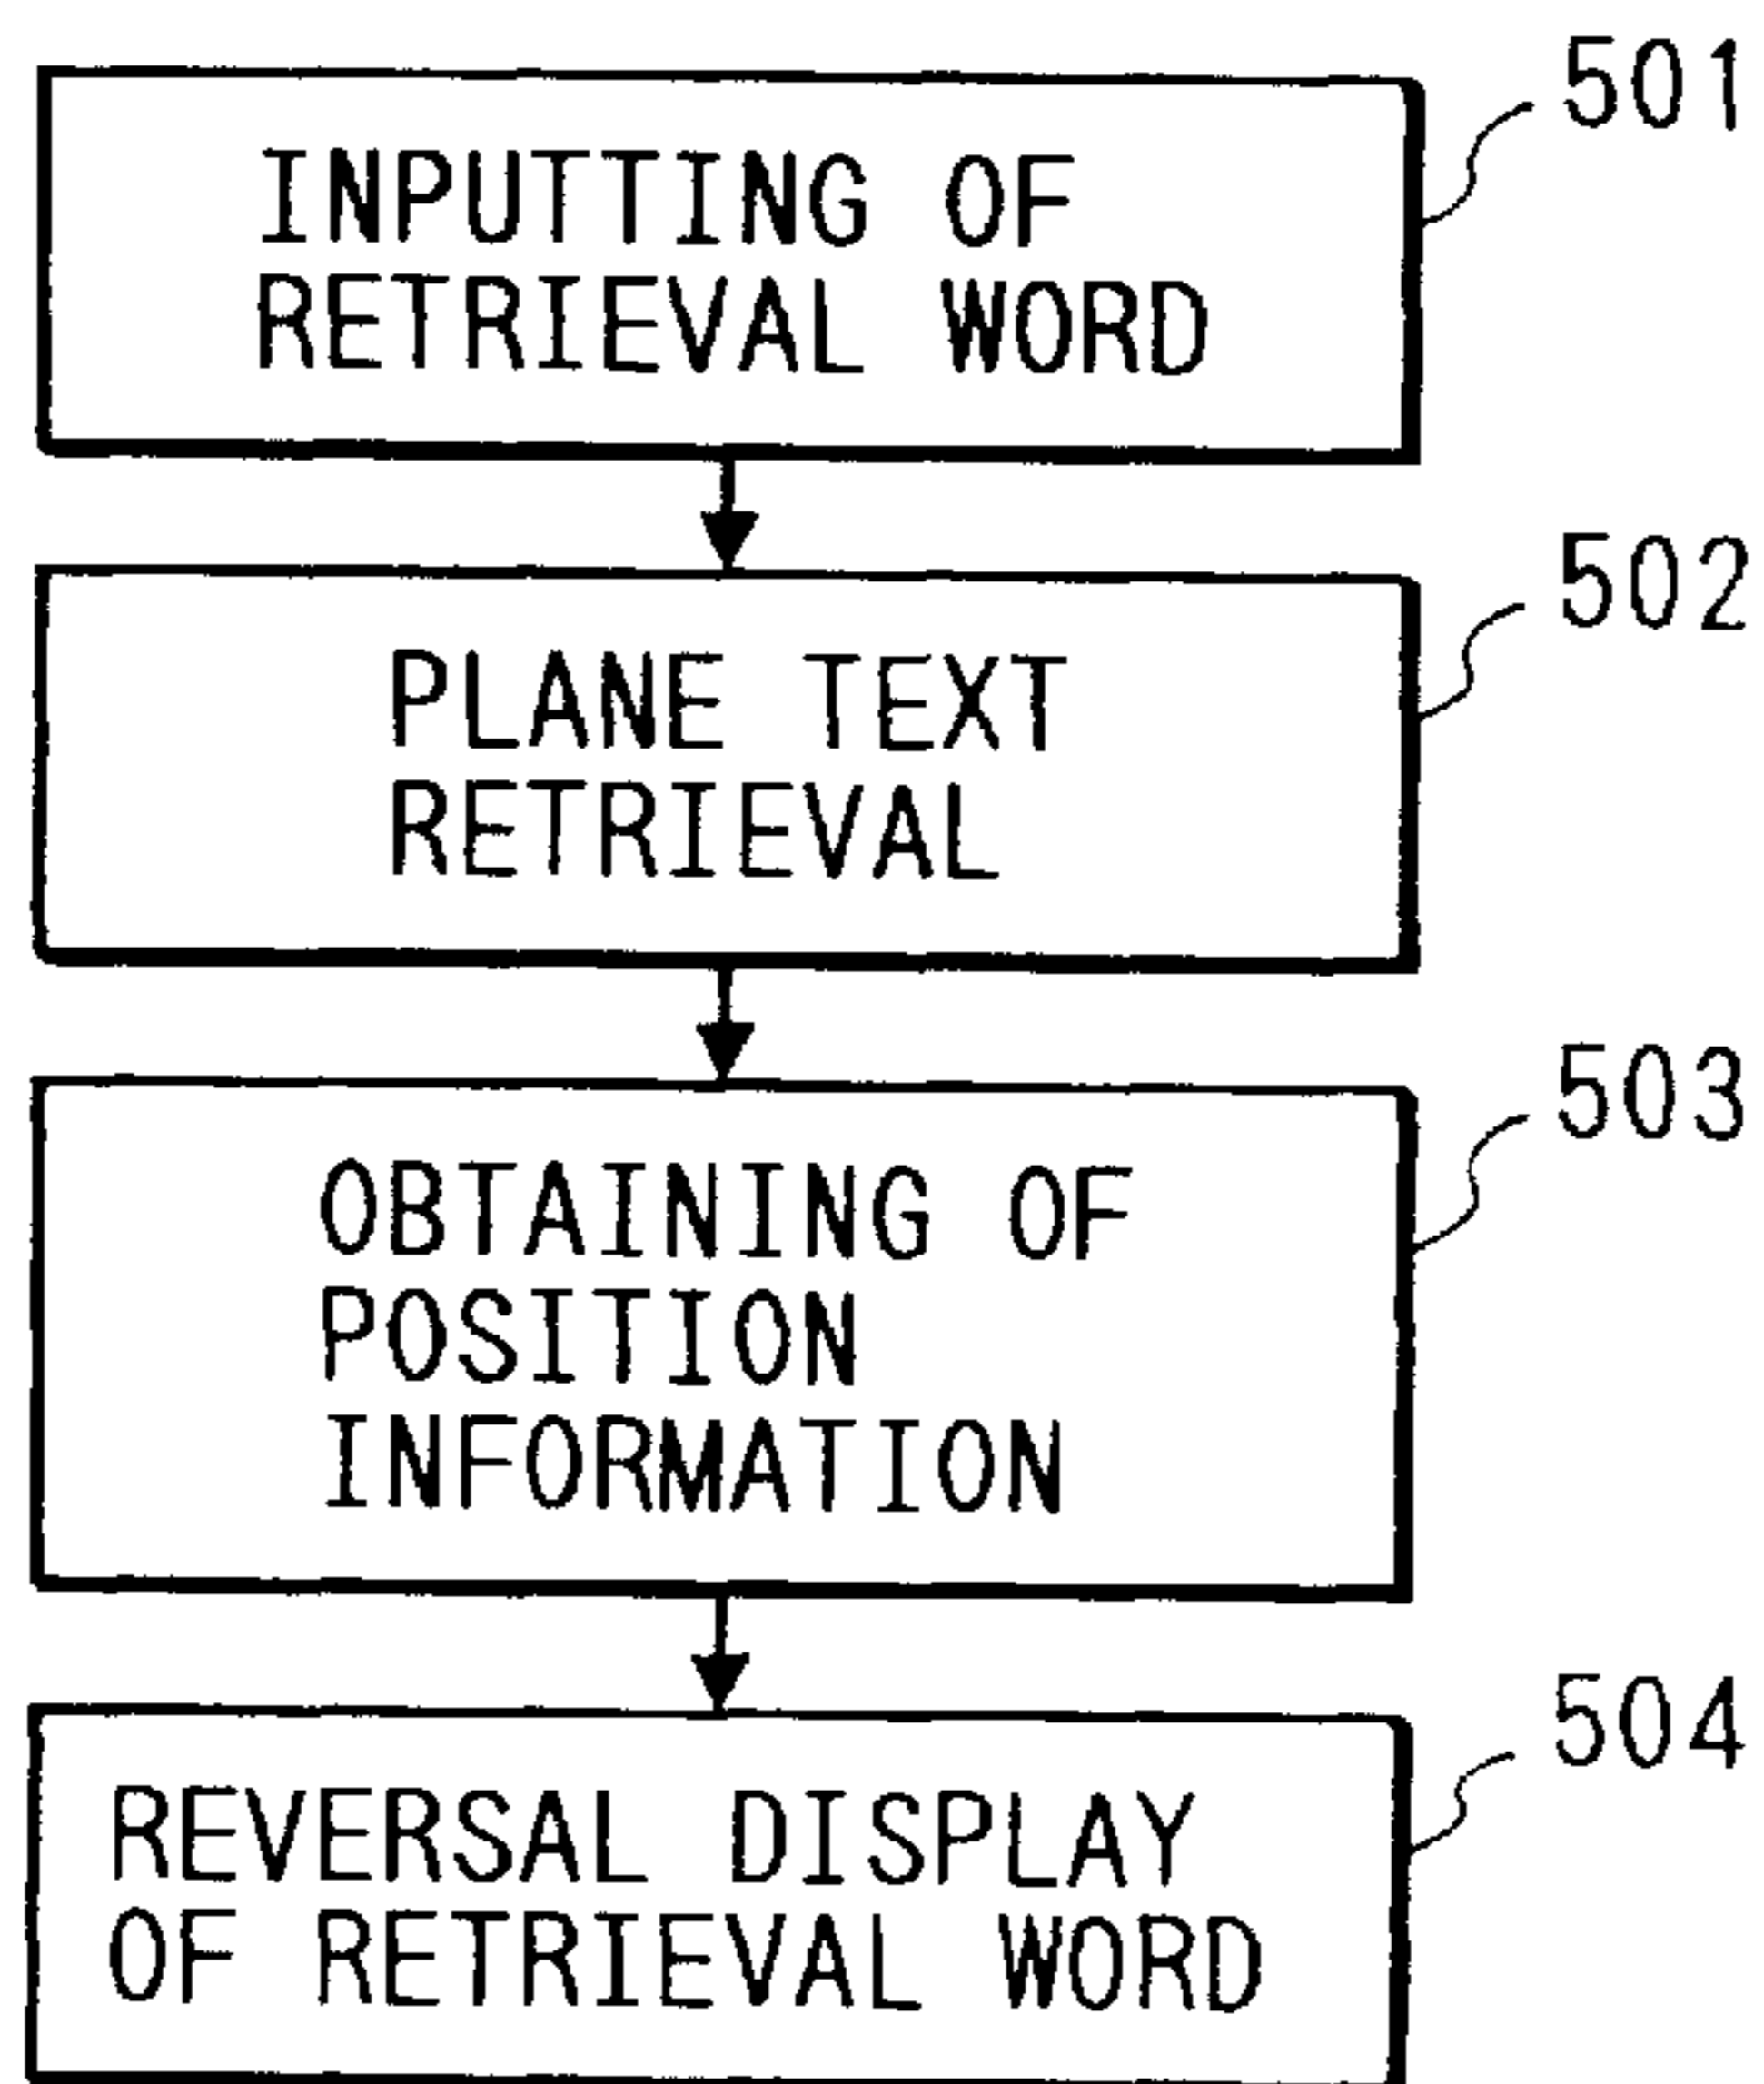 501
INPUTTING OF
RETRIEVAL WORD
502
PLANE TEXT
RETRIEVAL
503
OBTAINING OF
POSITION
INFORMATION
504
REVERSAL DISPLAY
OF RETRIEVAL WORD